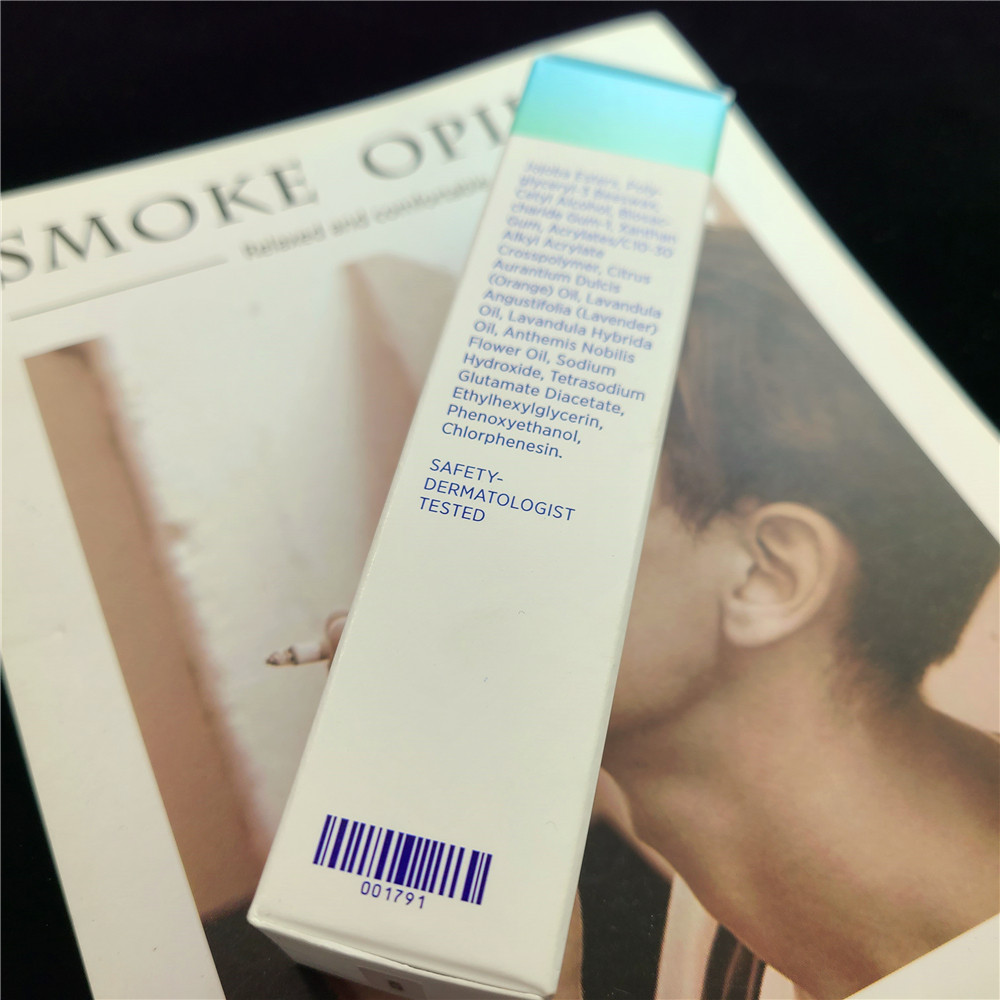 SMOKE OPI
Relaxed and comfortable
Jojoba Esters, Poly-
glyceryl-3 Beeswax,
Cetyl Alcohol, Biosac-
charide Gum-1, Xanthan
Gum, Acrylates/C10-30
Alkyl Acrylate
Crosspolymer, Citrus
Aurantium Dulcis
(Orange) Oil, Lavandula
Angustifolia (Lavender)
Oil, Lavandula Hybrida
Oil, Anthemis Nobilis
Flower Oil, Sodium
Hydroxide, Tetrasodium
Glutamate Diacetate,
Ethylhexylglycerin,
Phenoxyethanol,
Chlorphenesin.
SAFETY-
DERMATOLOGIST
TESTED
001791